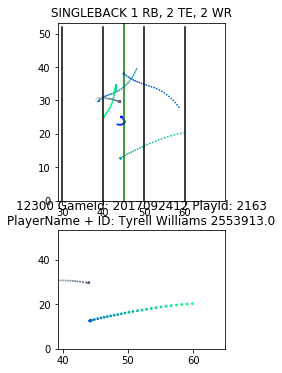 SINGLEBACK 1 RB, 2 TE, 2 WR
50
40
30
20
10
0
30 40 50 60
12300 GameId: 2017092412 PlayId: 2163
PlayerName + ID: Tyrell Williams 2553913.0
40
20
0
40 50 60